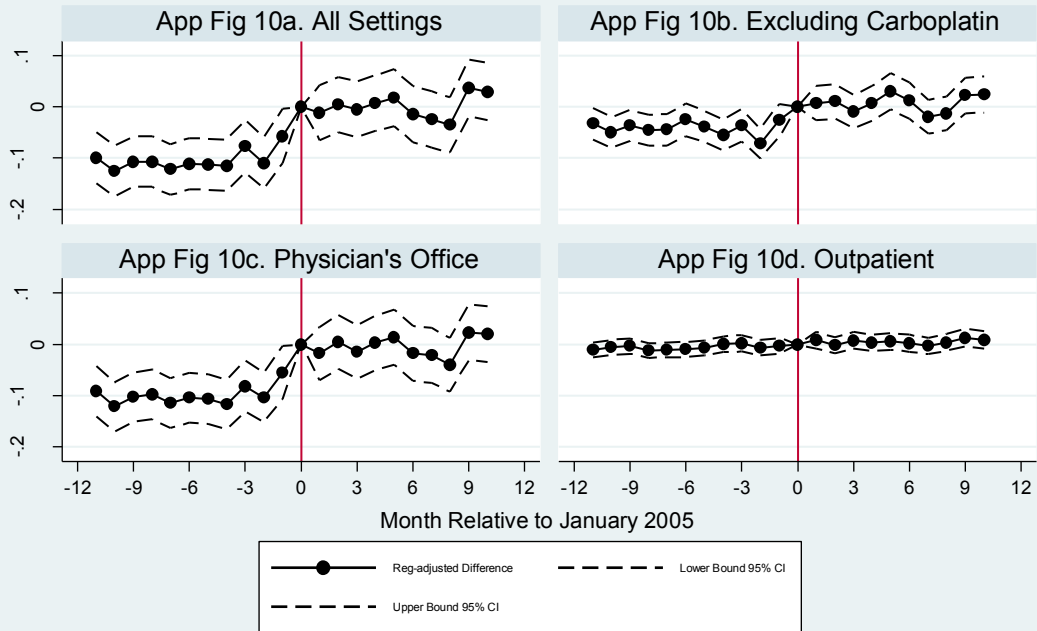 App Fig 10a. All Settings
App Fig 10b. Excluding Carboplatin
.1
0
-.1
-.2
App Fig 10c. Physician's Office
App Fig 10d. Outpatient
.1
0
-.1
-.2
-12 -9 -6 -3 0 3 6 9 12
-12 -9 -6 -3 0 3 6 9 12
Month Relative to January 2005
Reg-adjusted Difference
Lower Bound 95% CI
Upper Bound 95% CI